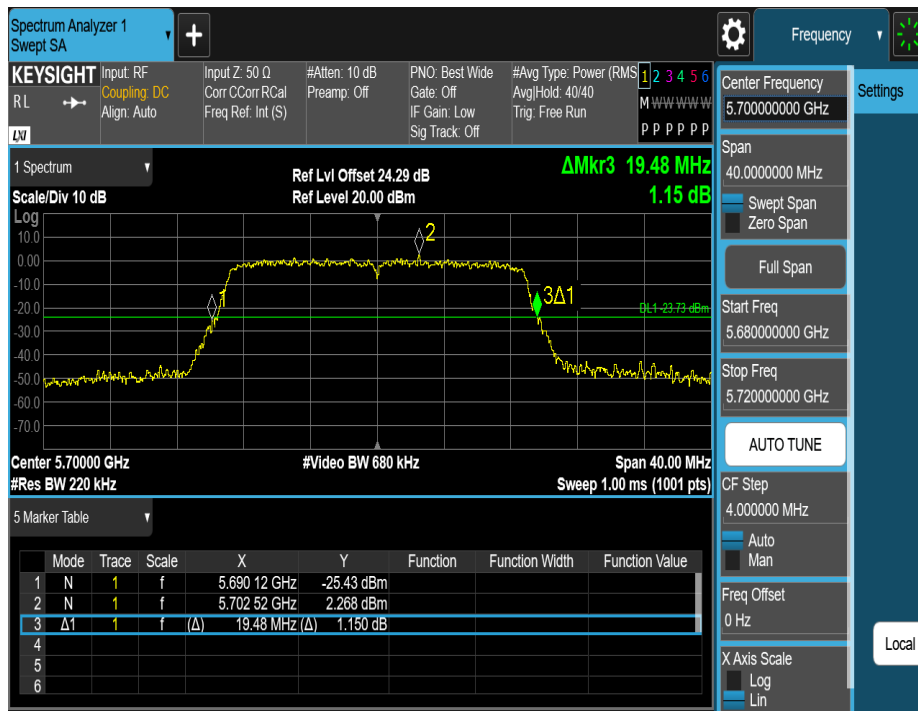 Spectrum Analyzer 1
Swept SA
+
Frequency
KEYSIGHT
RL
LXI
Input: RF
Coupling: DC
Align: Auto
Input Z: 50 Ω
Corr CCorr RCal
Freq Ref: Int (S)
#Atten: 10 dB
Preamp: Off
PNO: Best Wide
Gate: Off
IF Gain: Low
Sig Track: Off
#Avg Type: Power (RMS
Avg|Hold: 40/40
Trig: Free Run
1 2 3 4 5 6
M W W W W W
P P P P P P
1 Spectrum
Scale/Div 10 dB
Ref Lvl Offset 24.29 dB
Ref Level 20.00 dBm
ΔMkr3 19.48 MHz
1.15 dB
Log
10.0
0.00
-10.0
-20.0
-30.0
-40.0
-50.0
-60.0
-70.0
1
2
3Δ1
DL1 -23.73 dBm
Center 5.70000 GHz
#Video BW 680 kHz
Span 40.00 MHz
#Res BW 220 kHz
Sweep 1.00 ms (1001 pts)
5 Marker Table
Mode Trace Scale X Y Function Function Width Function Value
1 N 1 f 5.690 12 GHz -25.43 dBm
2 N 1 f 5.702 52 GHz 2.268 dBm
3 Δ1 1 f (Δ) 19.48 MHz (Δ) 1.150 dB
4
5
6
Center Frequency
5.700000000 GHz
Span
40.0000000 MHz
Swept Span
Zero Span
Full Span
Start Freq
5.680000000 GHz
Stop Freq
5.720000000 GHz
AUTO TUNE
CF Step
4.000000 MHz
Auto
Man
Freq Offset
0 Hz
X Axis Scale
Log
Lin
Settings
Local